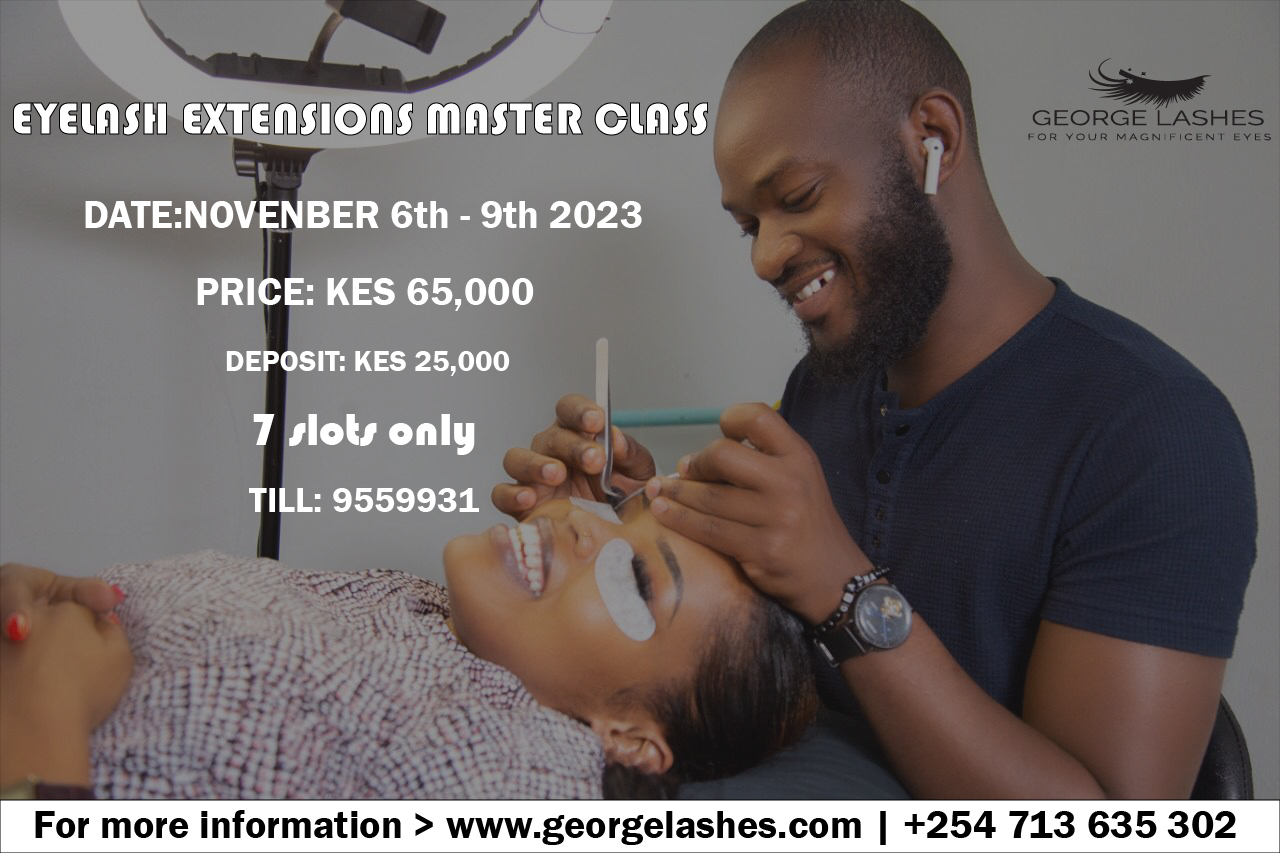 EYELASH EXTENSIONS MASTER CLASS
GEORGE LASHES
FOR YOUR MAGNIFICENT EYES
DATE:NOVENBER 6th - 9th 2023
PRICE: KES 65,000
DEPOSIT: KES 25,000
7 slots only
TILL: 9559931
For more information > www.georgelashes.com | +254 713 635 302